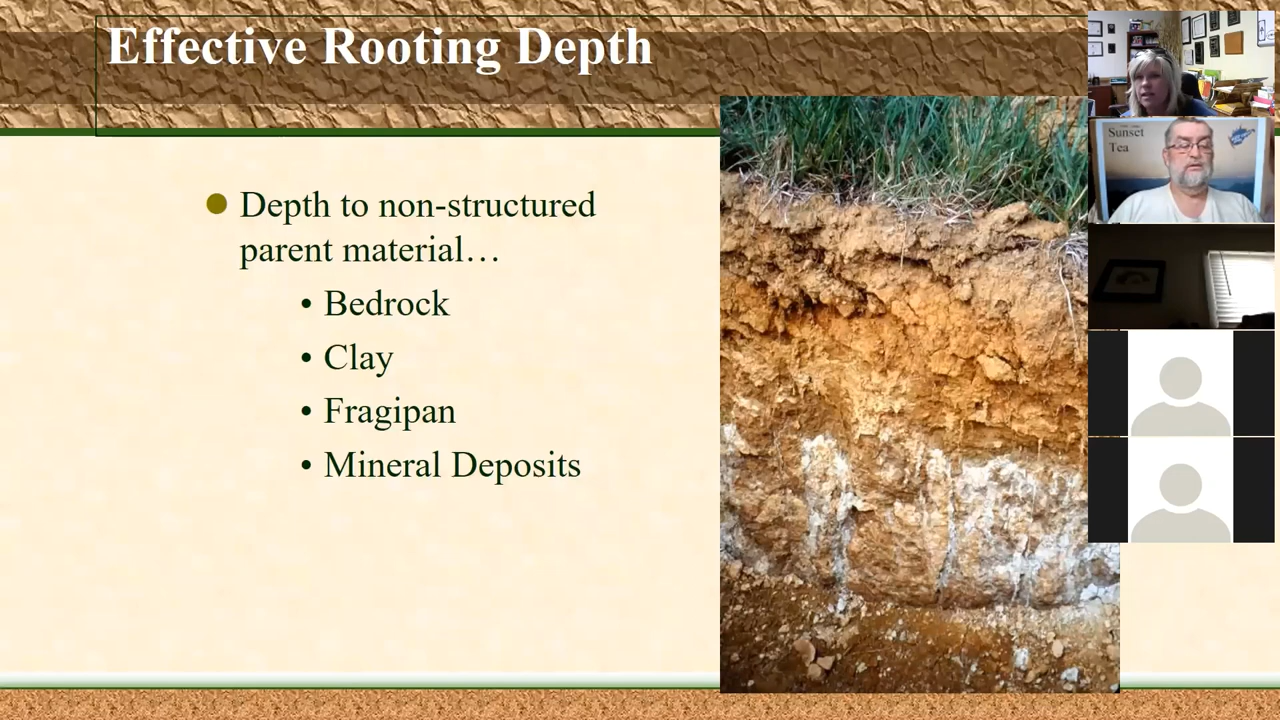 Effective Rooting Depth
Depth to non-structured
parent material…
• Bedrock
• Clay
• Fragipan
• Mineral Deposits
Sunset
Tea